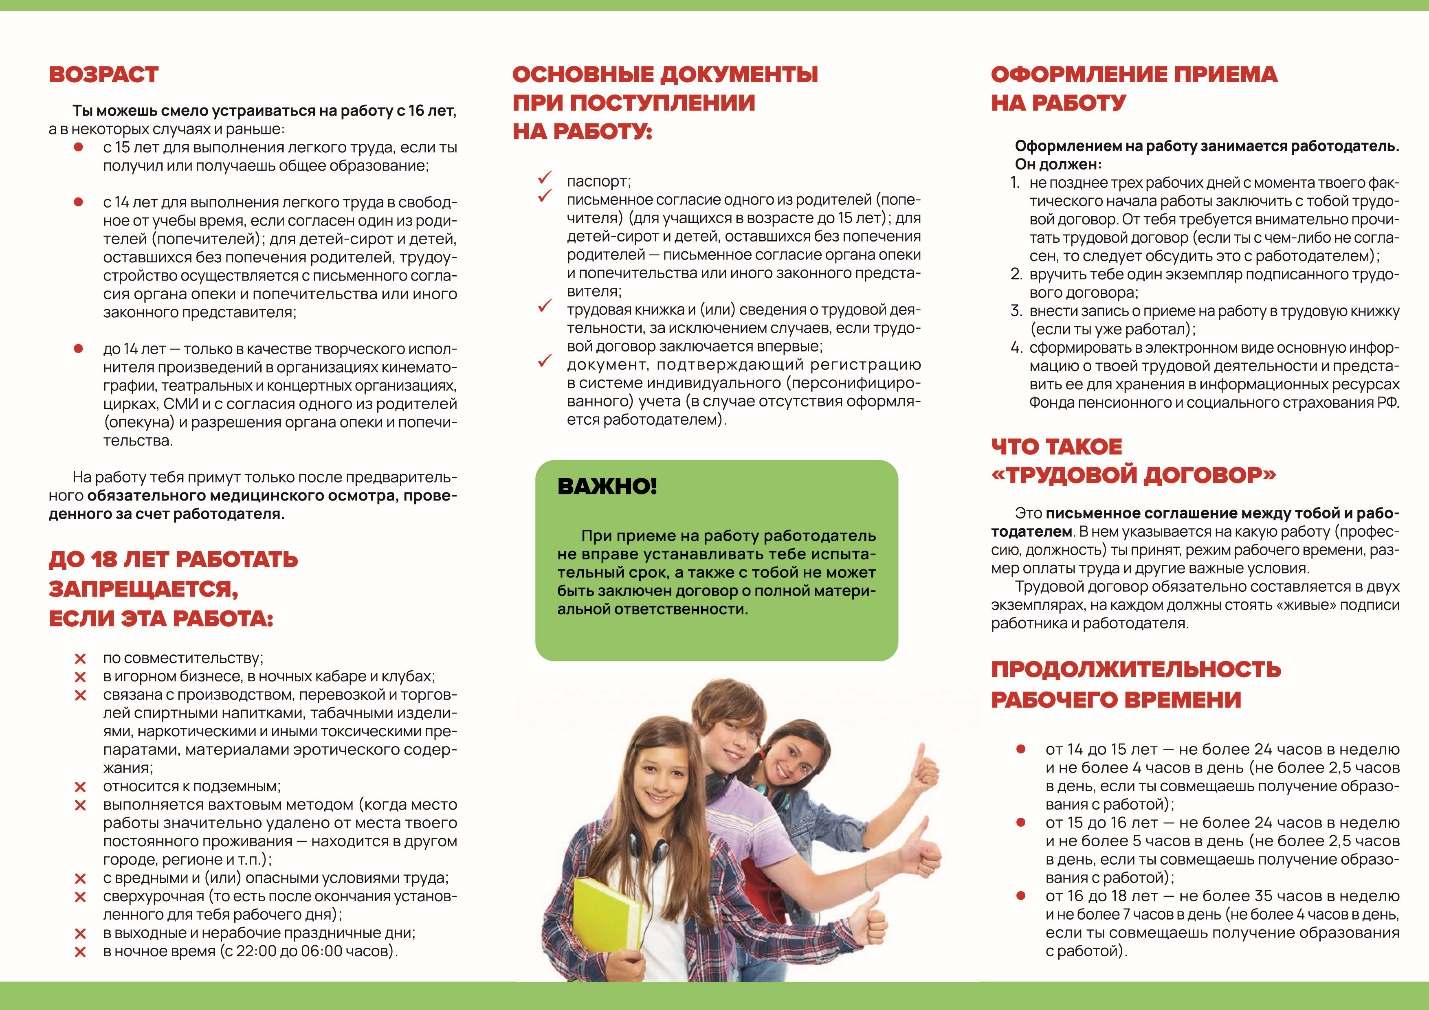 ВОЗРАСТ
Ты можешь смело устраиваться на работу с 16 лет,
а в некоторых случаях и раньше:
● с 15 лет для выполнения легкого труда, если ты
получил или получаешь общее образование;
● с 14 лет для выполнения легкого труда в свобод-
ное от учебы время, если согласен один из роди-
телей (попечителей); для детей-сирот и детей,
оставшихся без попечения родителей, трудоу-
стройство осуществляется с письменного согла-
сия органа опеки и попечительства или иного
законного представителя;
● до 14 лет — только в качестве творческого испол-
нителя произведений в организациях кинемато-
графии, театральных и концертных организациях,
цирках, СМИ и с согласия одного из родителей
(опекуна) и разрешения органа опеки и попечи-
тельства.
На работу тебя примут только после предваритель-
ного обязательного медицинского осмотра, прове-
денного за счет работодателя.
ДО 18 ЛЕТ РАБОТАТЬ
ЗАПРЕЩАЕТСЯ,
ЕСЛИ ЭТА РАБОТА:
× по совместительству;
× в игорном бизнесе, в ночных кабаре и клубах;
× связана с производством, перевозкой и торгов-
лей спиртными напитками, табачными издели-
ями, наркотическими и иными токсическими пре-
паратами, материалами эротического содер-
жания;
× относится к подземным;
× выполняется вахтовым методом (когда место
работы значительно удалено от места твоего
постоянного проживания — находится в другом
городе, регионе и т.п.);
× с вредными и (или) опасными условиями труда;
× сверхурочная (то есть после окончания установ-
ленного для тебя рабочего дня);
× в выходные и нерабочие праздничные дни;
× в ночное время (с 22:00 до 06:00 часов).
ОСНОВНЫЕ ДОКУМЕНТЫ
ПРИ ПОСТУПЛЕНИИ
НА РАБОТУ:
✓ паспорт;
✓ письменное согласие одного из родителей (попе-
чителя) (для учащихся в возрасте до 15 лет); для
детей-сирот и детей, оставшихся без попечения
родителей — письменное согласие органа опеки
и попечительства или иного законного предста-
вителя;
✓ трудовая книжка и (или) сведения о трудовой дея-
тельности, за исключением случаев, если трудо-
вой договор заключается впервые;
✓ документ, подтверждающий регистрацию
в системе индивидуального (персонифициро-
ванного) учета (в случае отсутствия оформля-
ется работодателем).
ВАЖНО!
При приеме на работу работодатель
не вправе устанавливать тебе испыта-
тельный срок, а также с тобой не может
быть заключен договор о полной матери-
альной ответственности.
ОФОРМЛЕНИЕ ПРИЕМА
НА РАБОТУ
Оформлением на работу занимается работодатель.
Он должен:
1. не позднее трех рабочих дней с момента твоего фак-
тического начала работы заключить с тобой трудо-
вой договор. От тебя требуется внимательно прочи-
тать трудовой договор (если ты с чем-либо не согла-
сен, то следует обсудить это с работодателем);
2. вручить тебе один экземпляр подписанного трудо-
вого договора;
3. внести запись о приеме на работу в трудовую книжку
(если ты уже работал);
4. сформировать в электронном виде основную инфор-
мацию о твоей трудовой деятельности и предста-
вить ее для хранения в информационных ресурсах
Фонда пенсионного и социального страхования РФ.
ЧТО ТАКОЕ
«ТРУДОВОЙ ДОГОВОР»
Это письменное соглашение между тобой и рабо-
тодателем. В нем указывается на какую работу (профес-
сию, должность) ты принят, режим рабочего времени, раз-
мер оплаты труда и другие важные условия.
Трудовой договор обязательно составляется в двух
экземплярах, на каждом должны стоять «живые» подписи
работника и работодателя.
ПРОДОЛЖИТЕЛЬНОСТЬ
РАБОЧЕГО ВРЕМЕНИ
● от 14 до 15 лет — не более 24 часов в неделю
и не более 4 часов в день (не более 2,5 часов
в день, если ты совмещаешь получение образо-
вания с работой);
● от 15 до 16 лет — не более 24 часов в неделю
и не более 5 часов в день (не более 2,5 часов
в день, если ты совмещаешь получение образо-
вания с работой);
● от 16 до 18 лет — не более 35 часов в неделю
и не более 7 часов в день (не более 4 часов в день,
если ты совмещаешь получение образования
с работой).